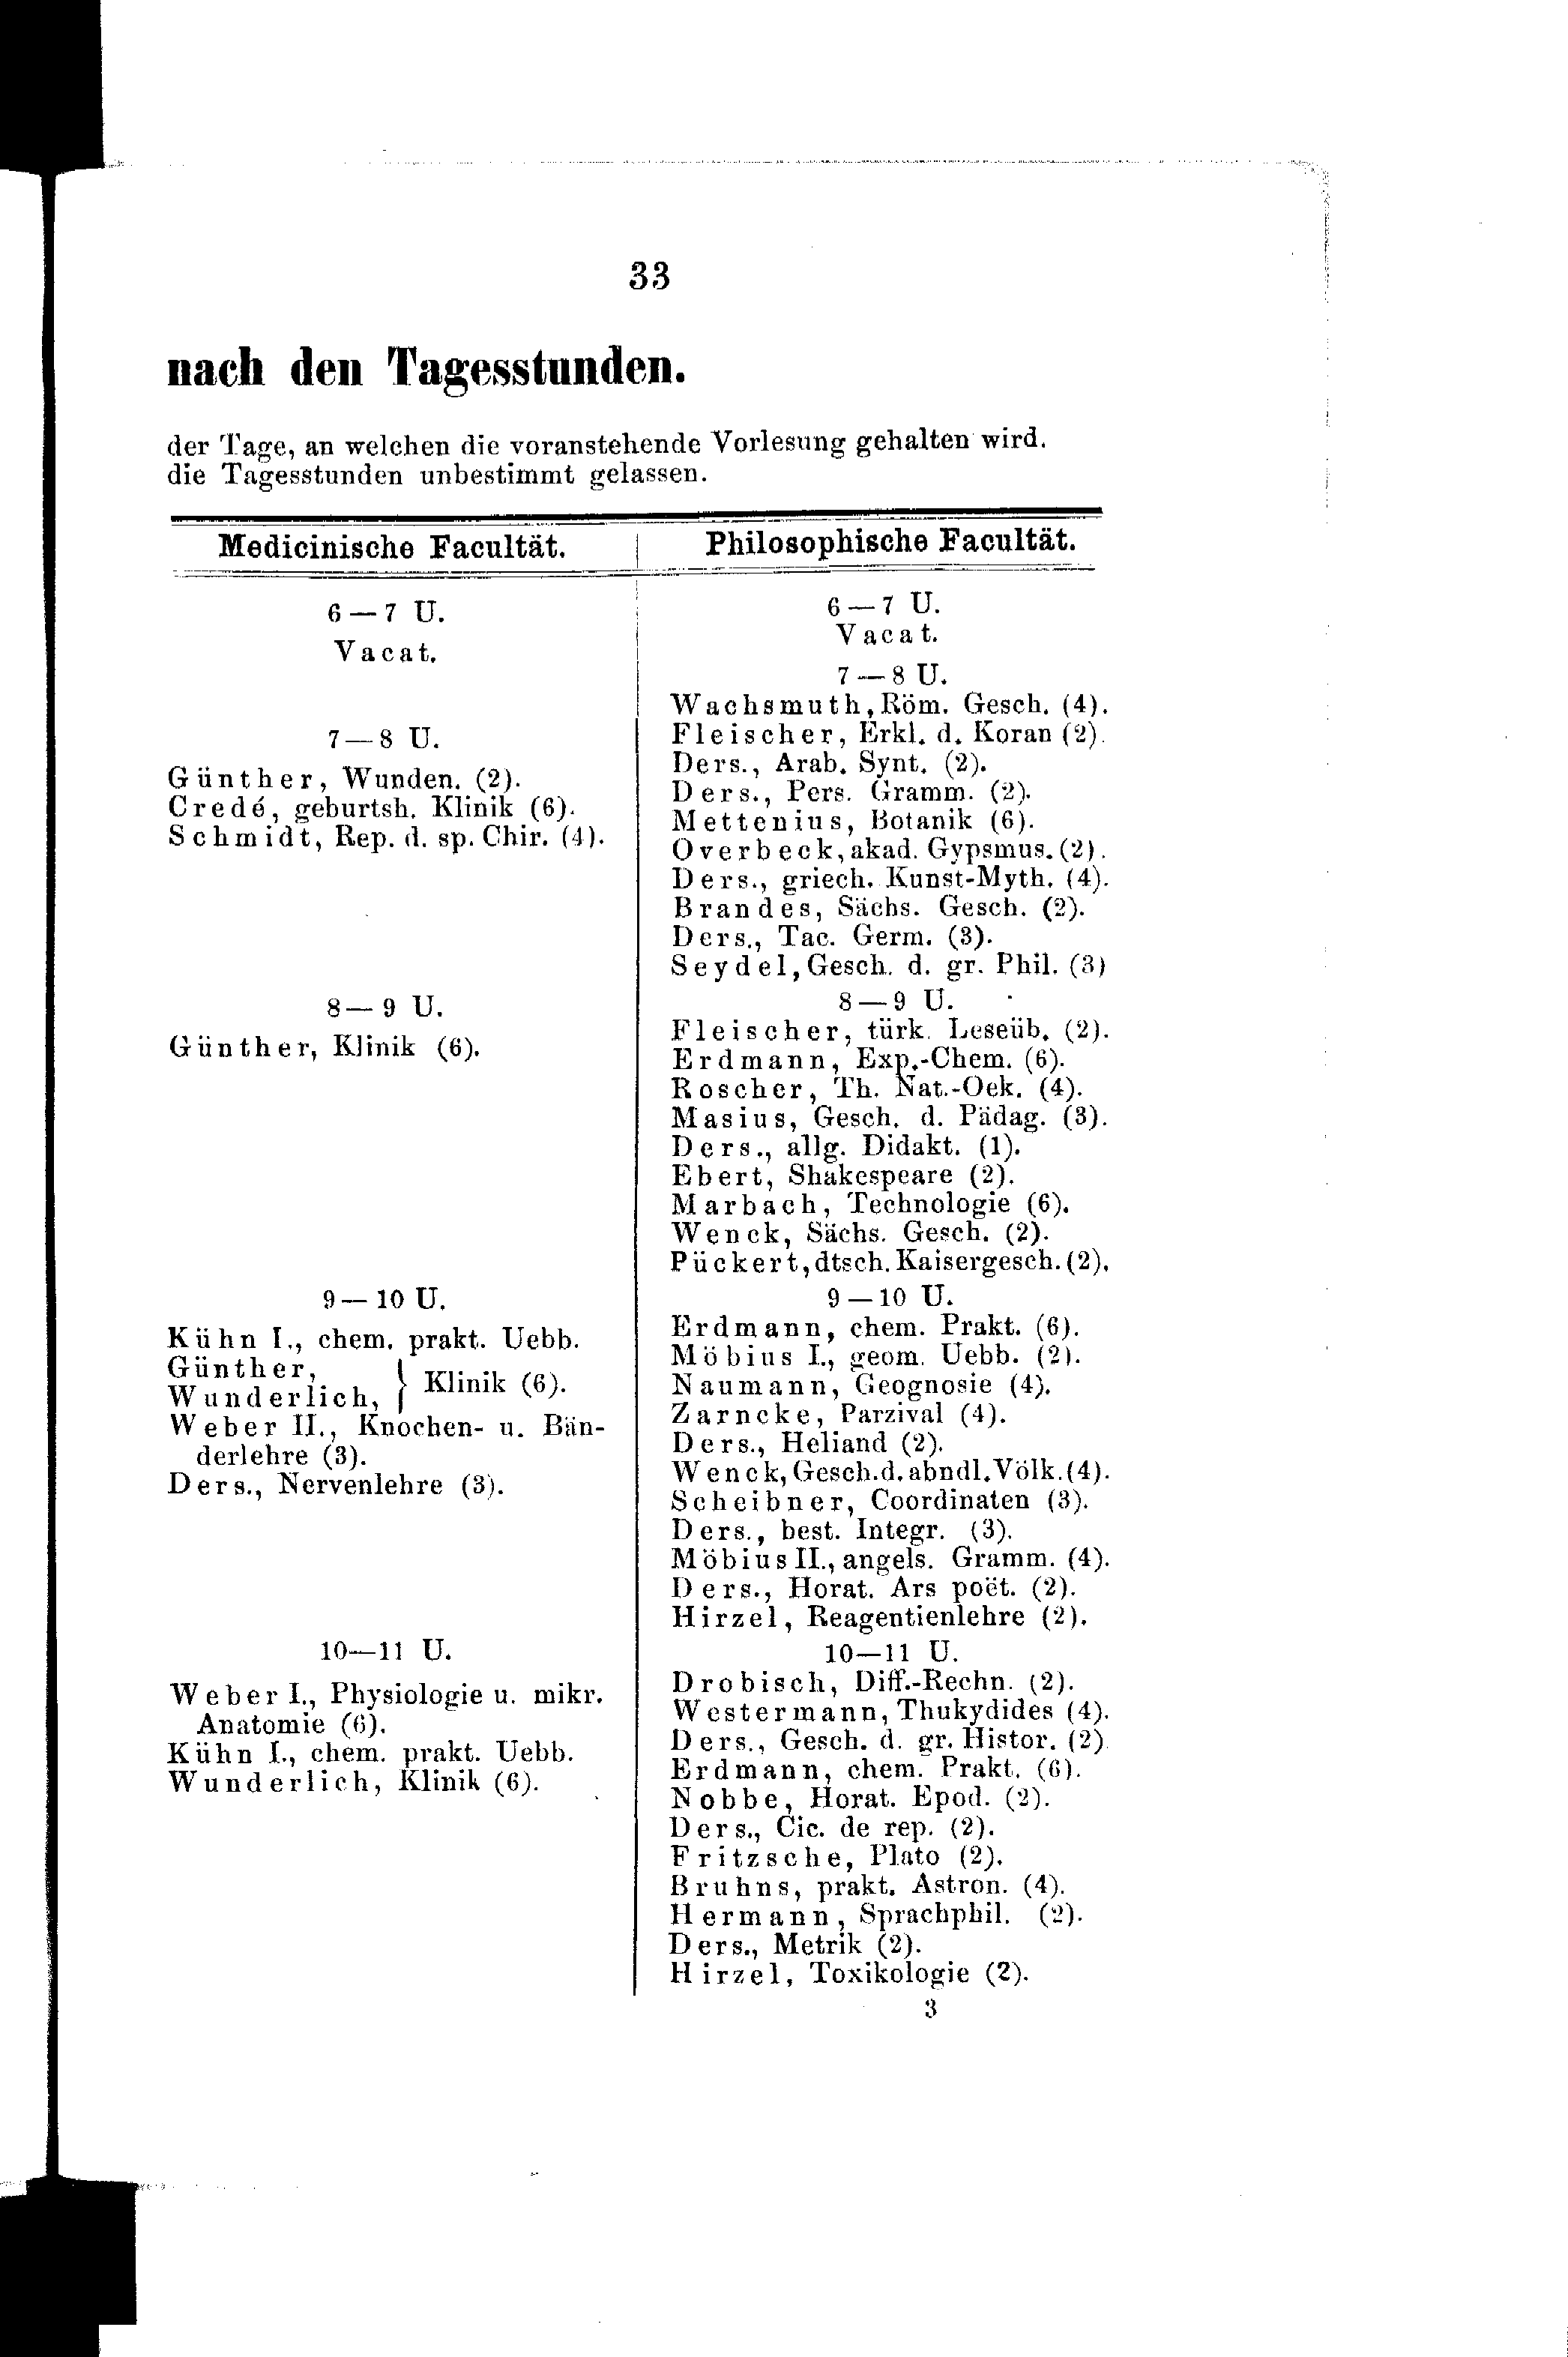 33
nach den Tagesstunden.
der Tage, an welchen die voranstehende Vorlesung gehalten wird.
die Tagesstunden unbestimmt gelassen.
Medicinische Facultät.
6 — 7 U.
Vacat.
7 — 8 U.
Günther, Wunden. (2).
Credé, geburtsh. Klinik (6).
Schmidt, Rep. d. sp. Chir. (4).
8 — 9 U.
Günther, Klinik (6).
9 — 10 U.
Kühn I., chem. prakt. Uebb.
Günther,
Wunderlich, } Klinik (6).
Weber II., Knochen- u. Bän-
derlehre (3).
Ders., Nervenlehre (3).
10—11 U.
Weber I., Physiologie u. mikr.
Anatomie (6).
Kühn I., chem. prakt. Uebb.
Wunderlich, Klinik (6).
Philosophische Facultät.
6 — 7 U.
Vacat.
7 — 8 U.
Wachsmuth, Röm. Gesch. (4).
Fleischer, Erkl. d. Koran (2).
Ders., Arab. Synt. (2).
Ders., Pers. Gramm. (2).
Mettenius, Botanik (6).
Overbeck, akad. Gypsmus. (2).
Ders., griech. Kunst-Myth. (4).
Brandes, Sächs. Gesch. (2).
Ders., Tac. Germ. (3).
Seydel, Gesch. d. gr. Phil. (3)
8 — 9 U.
Fleischer, türk. Leseüb. (2).
Erdmann, Exp.-Chem. (6).
Roscher, Th. Nat.-Oek. (4).
Masius, Gesch. d. Pädag. (3).
Ders., allg. Didakt. (1).
Ebert, Shakespeare (2).
Marbach, Technologie (6).
Wenck, Sächs. Gesch. (2).
Pückert, dtsch. Kaisergesch. (2).
9 — 10 U.
Erdmann, chem. Prakt. (6).
Möbius I., geom. Uebb. (2).
Naumann, Geognosie (4).
Zarncke, Parzival (4).
Ders., Heliand (2).
Wenck, Gesch. d. abndl. Völk. (4).
Scheibner, Coordinaten (3).
Ders., best. Integr. (3).
Möbius II., angels. Gramm. (4).
Ders., Horat. Ars poët. (2).
Hirzel, Reagentienlehre (2).
10—11 U.
Drobisch, Diff.-Rechn. (2).
Westermann, Thukydides (4).
Ders., Gesch. d. gr. Histor. (2)
Erdmann, chem. Prakt. (6).
Nobbe, Horat. Epod. (2).
Ders., Cic. de rep. (2).
Fritzsche, Plato (2).
Bruhns, prakt. Astron. (4).
Hermann, Sprachphil. (2).
Ders., Metrik (2).
Hirzel, Toxikologie (2).
3